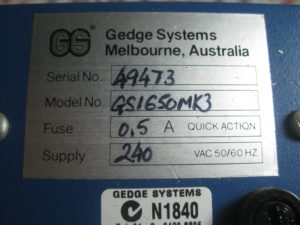 GS Gedge Systems
Melbourne, Australia
Serial No. 49473
Model No. GS1650MK3
Fuse 0.5 A QUICK ACTION
Supply 240 VAC 50/60 HZ
GEDGE SYSTEMS
N1840